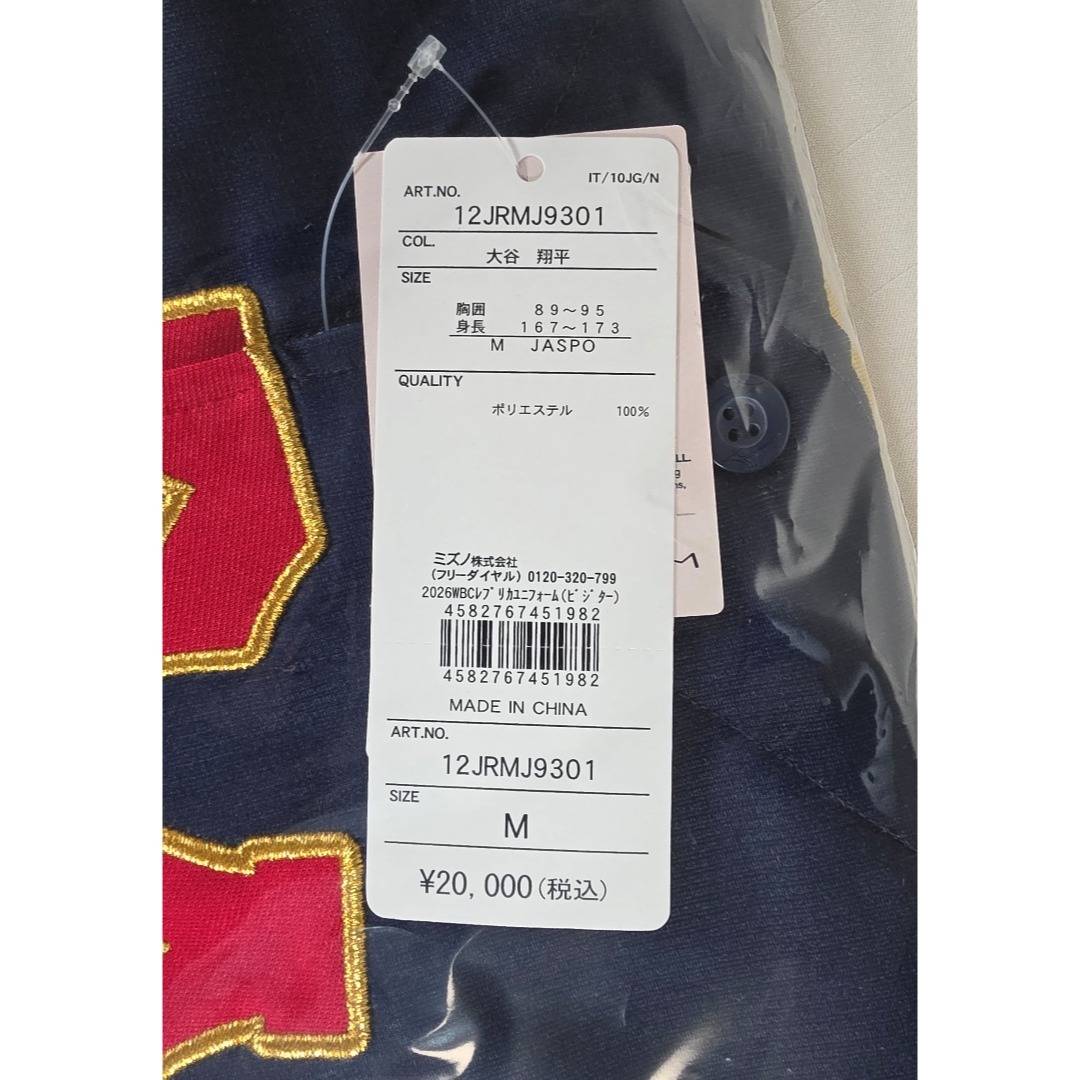 IT/10JG/N
ART.NO.
12JRMJ9301
COL.
大谷 翔平
SIZE
胸囲 89～95
身長 167～173
M JASPO
QUALITY
ポリエステル 100%
ミズノ株式会社
(フリーダイヤル) 0120-320-799
2026WBCﾚﾌﾟﾘｶﾕﾆﾌｫｰﾑ(ﾋﾞｼﾞﾀｰ)
4582767451982
4582767451982
MADE IN CHINA
ART.NO.
12JRMJ9301
SIZE
M
¥20,000(税込)